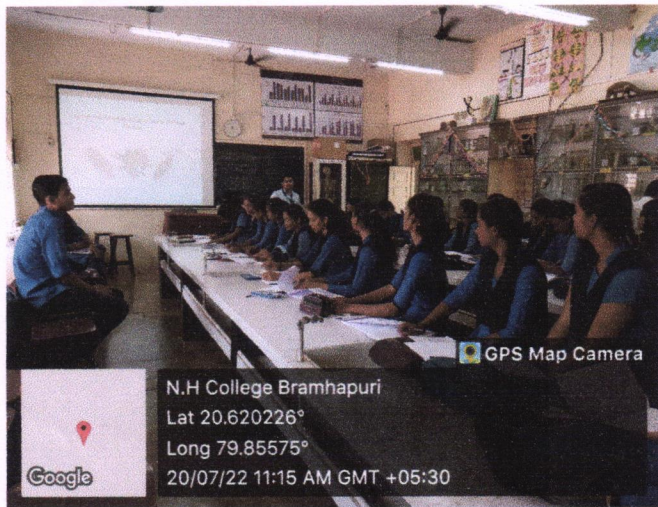 GPS Map Camera
N.H College Bramhapuri
Lat 20.620226°
Long 79.85575°
20/07/22 11:15 AM GMT +05:30
Google